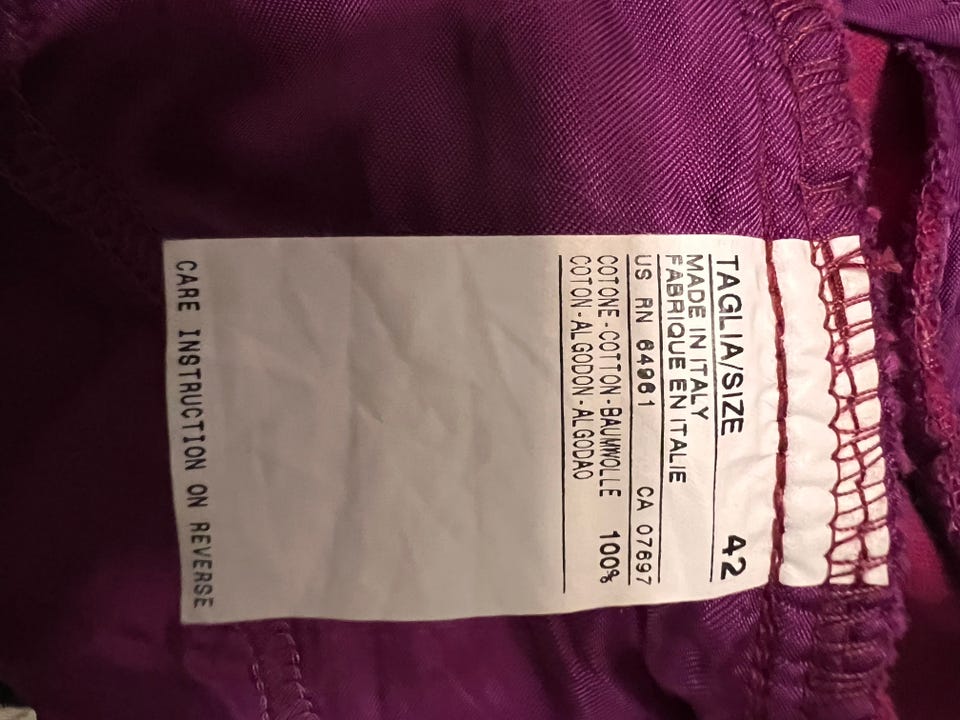 TAGLIA/SIZE 42
MADE IN ITALY
FABRIQUE EN ITALIE
US RN 64961 CA 07697
COTONE-COTTON-BAUMWOLLE 100%
COTON-ALGODON-ALGODAO
CARE INSTRUCTION ON REVERSE